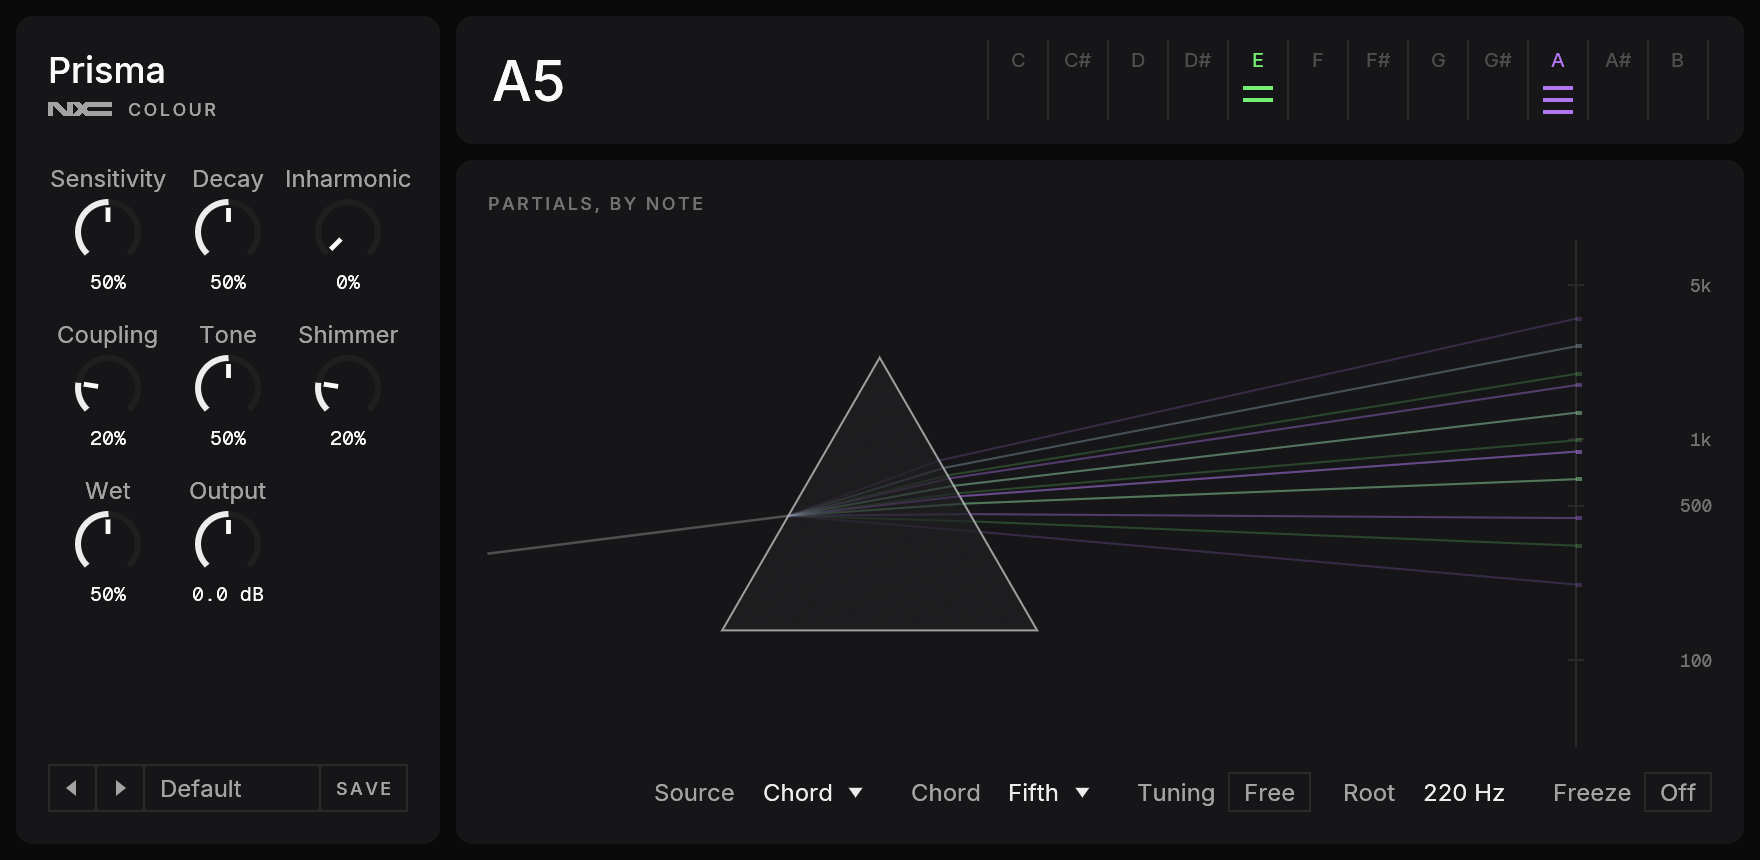 Prisma
NXE COLOUR
Sensitivity Decay Inharmonic
50% 50% 0%
Coupling Tone Shimmer
20% 50% 20%
Wet Output
50% 0.0 dB
Default SAVE
A5
C C# D D# E F F# G G# A A# B
PARTIALS, BY NOTE
5k
1k
500
100
Source Chord Chord Fifth Tuning Free Root 220 Hz Freeze Off